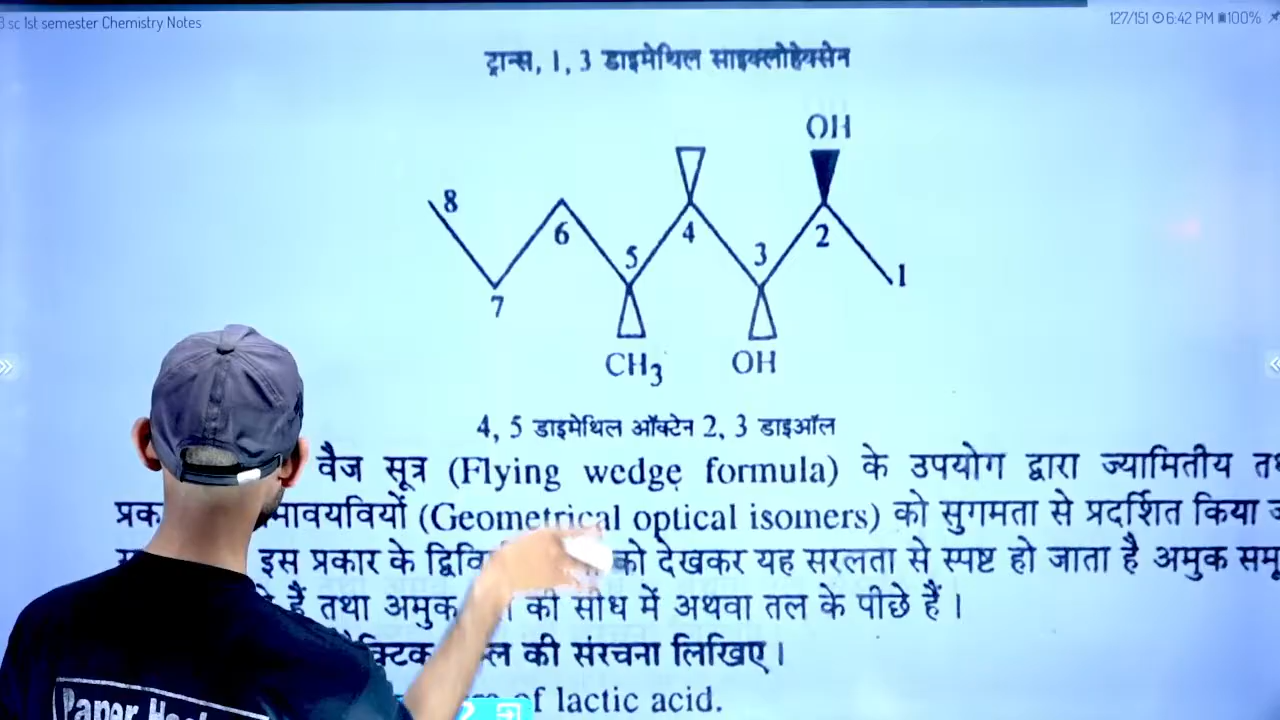 B sc 1st semester Chemistry Notes
127/151 6:42 PM 100%
ट्रान्स, 1, 3 डाइमेथिल साइक्लोहेक्सेन
OH
8
6
5
4
3
2
1
7
CH3
OH
4, 5 डाइमेथिल ऑक्टेन 2, 3 डाइऑल
वैज सूत्र (Flying wedge formula) के उपयोग द्वारा ज्यामितीय
(Geometrical optical isomers) को सुगमता से प्रदर्शित किया
इस प्रकार के को देखकर यह सरलता से स्पष्ट हो जाता है अमुक
हैं तथा अमुक की सीध में अथवा तल के पीछे हैं।
की संरचना लिखिए।
of lactic acid.
Paper